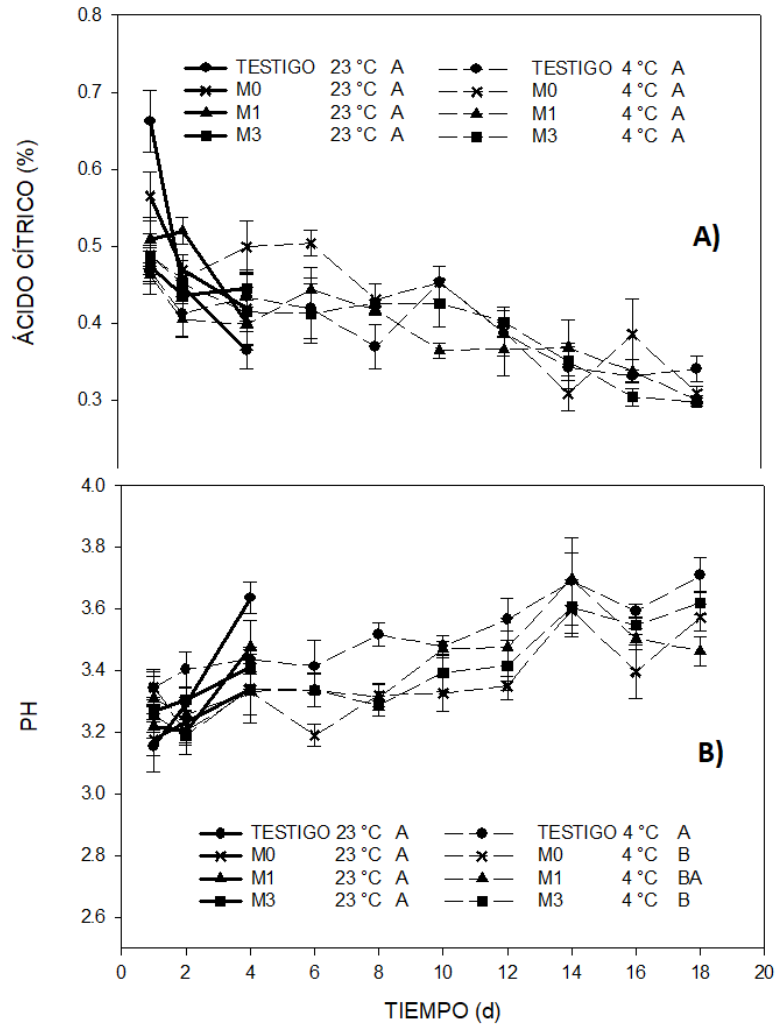 0.8
TESTIGO 23 °C A TESTIGO 4 °C A
M0 23 °C A M0 4 °C A
M1 23 °C A M1 4 °C A
M3 23 °C A M3 4 °C A
0.7
0.6
0.5
0.4
0.3
ÁCIDO CÍTRICO (%)
A)
4.0
3.8
3.6
3.4
3.2
3.0
2.8
2.6
PH
B)
TESTIGO 23 °C A TESTIGO 4 °C A
M0 23 °C A M0 4 °C B
M1 23 °C A M1 4 °C BA
M3 23 °C A M3 4 °C B
0 2 4 6 8 10 12 14 16 18 20
TIEMPO (d)